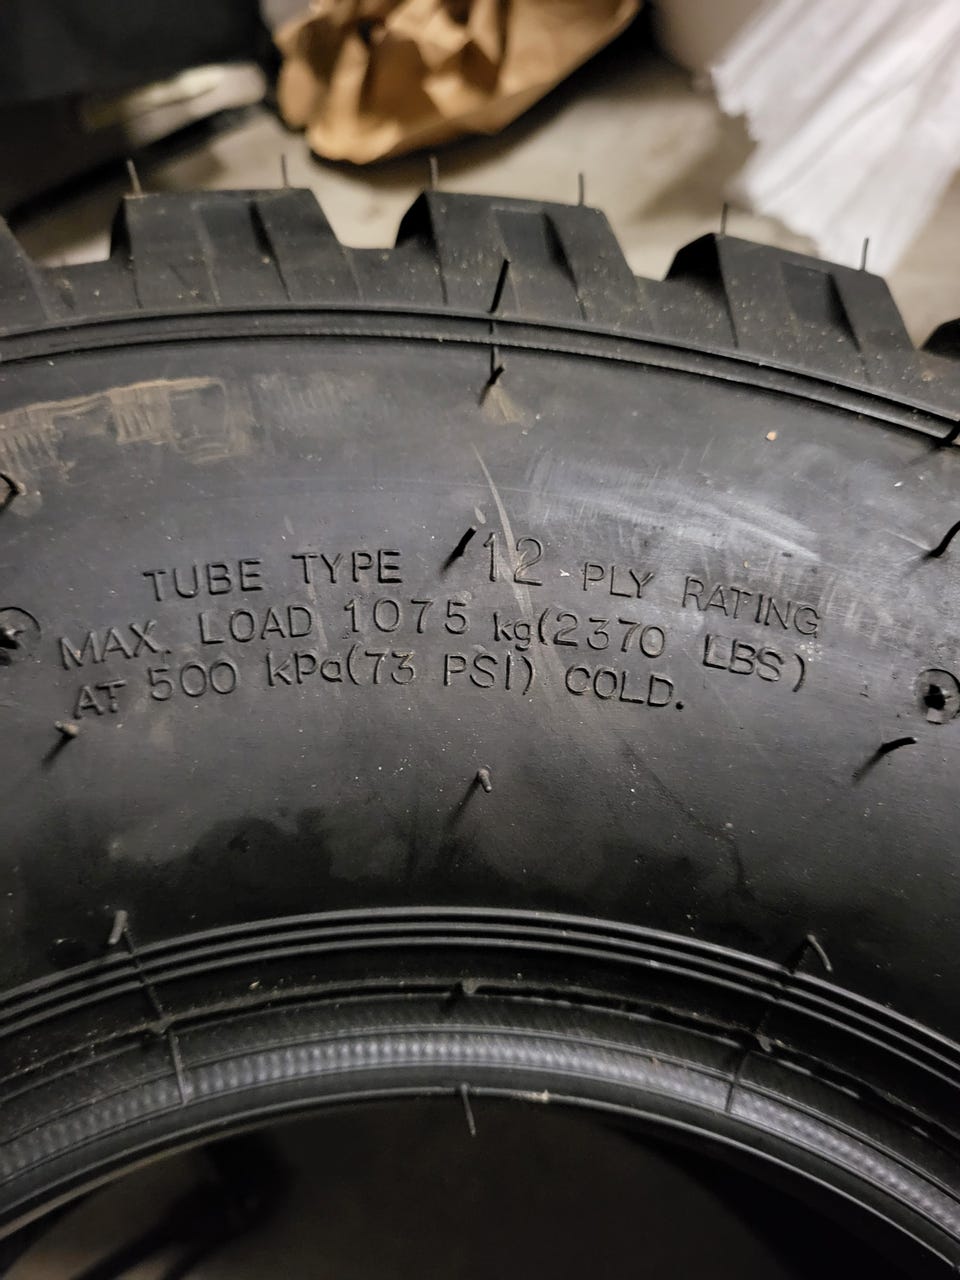 TUBE TYPE 12 PLY RATING
MAX. LOAD 1075 kg(2370 LBS)
AT 500 kPa(73 PSI) COLD.